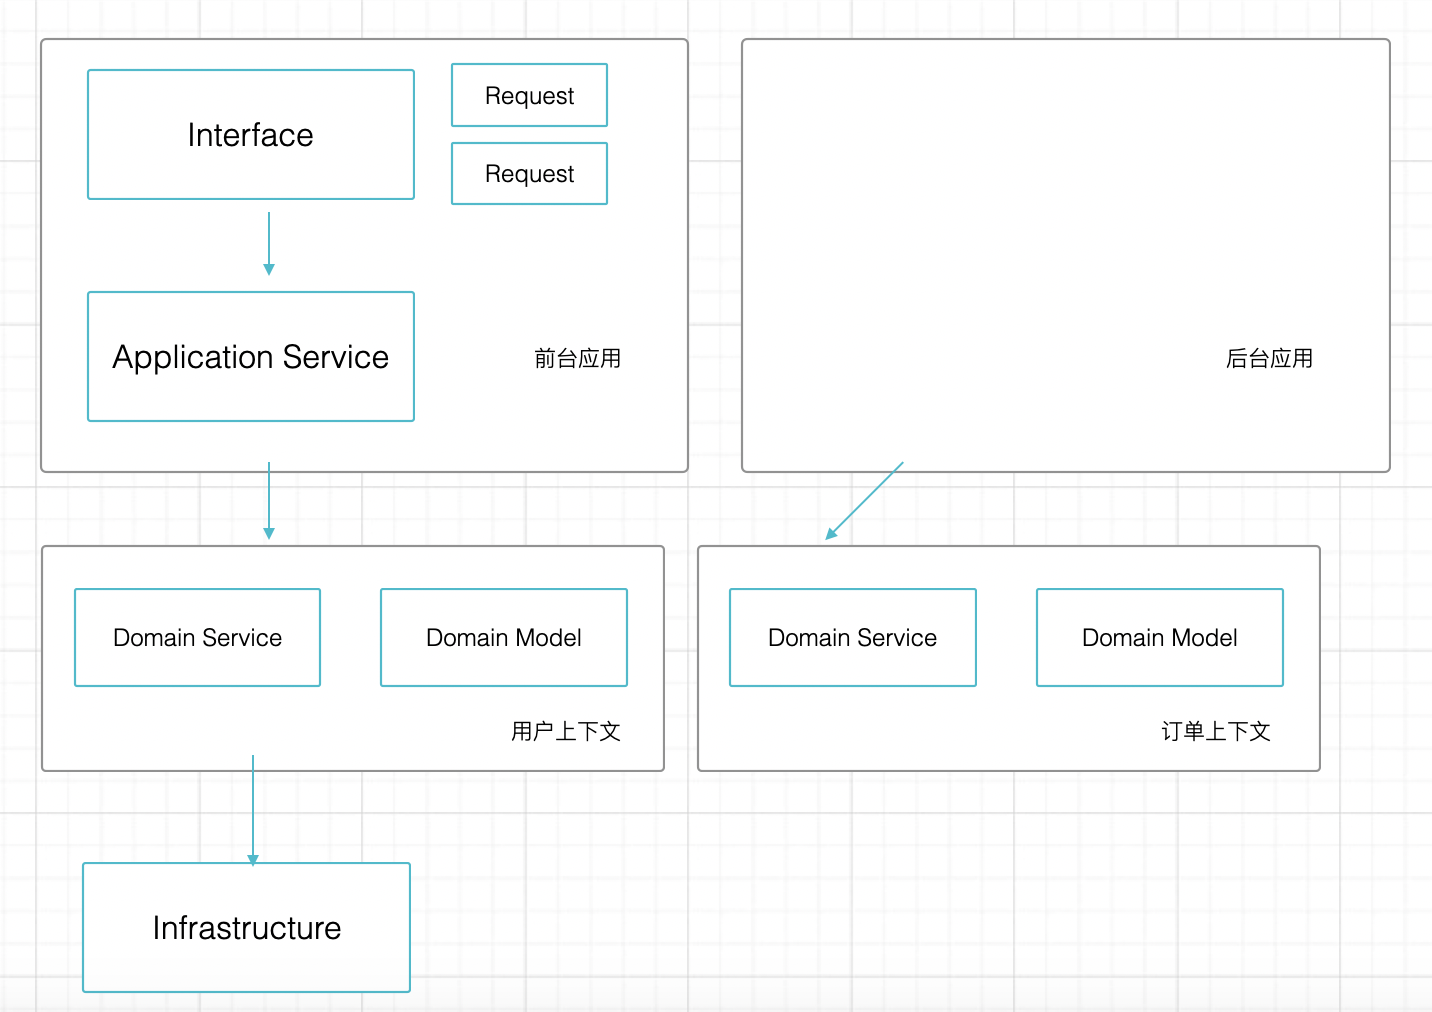 Interface
Request
Request
Application Service
前台应用
后台应用
Domain Service
Domain Model
用户上下文
Domain Service
Domain Model
订单上下文
Infrastructure